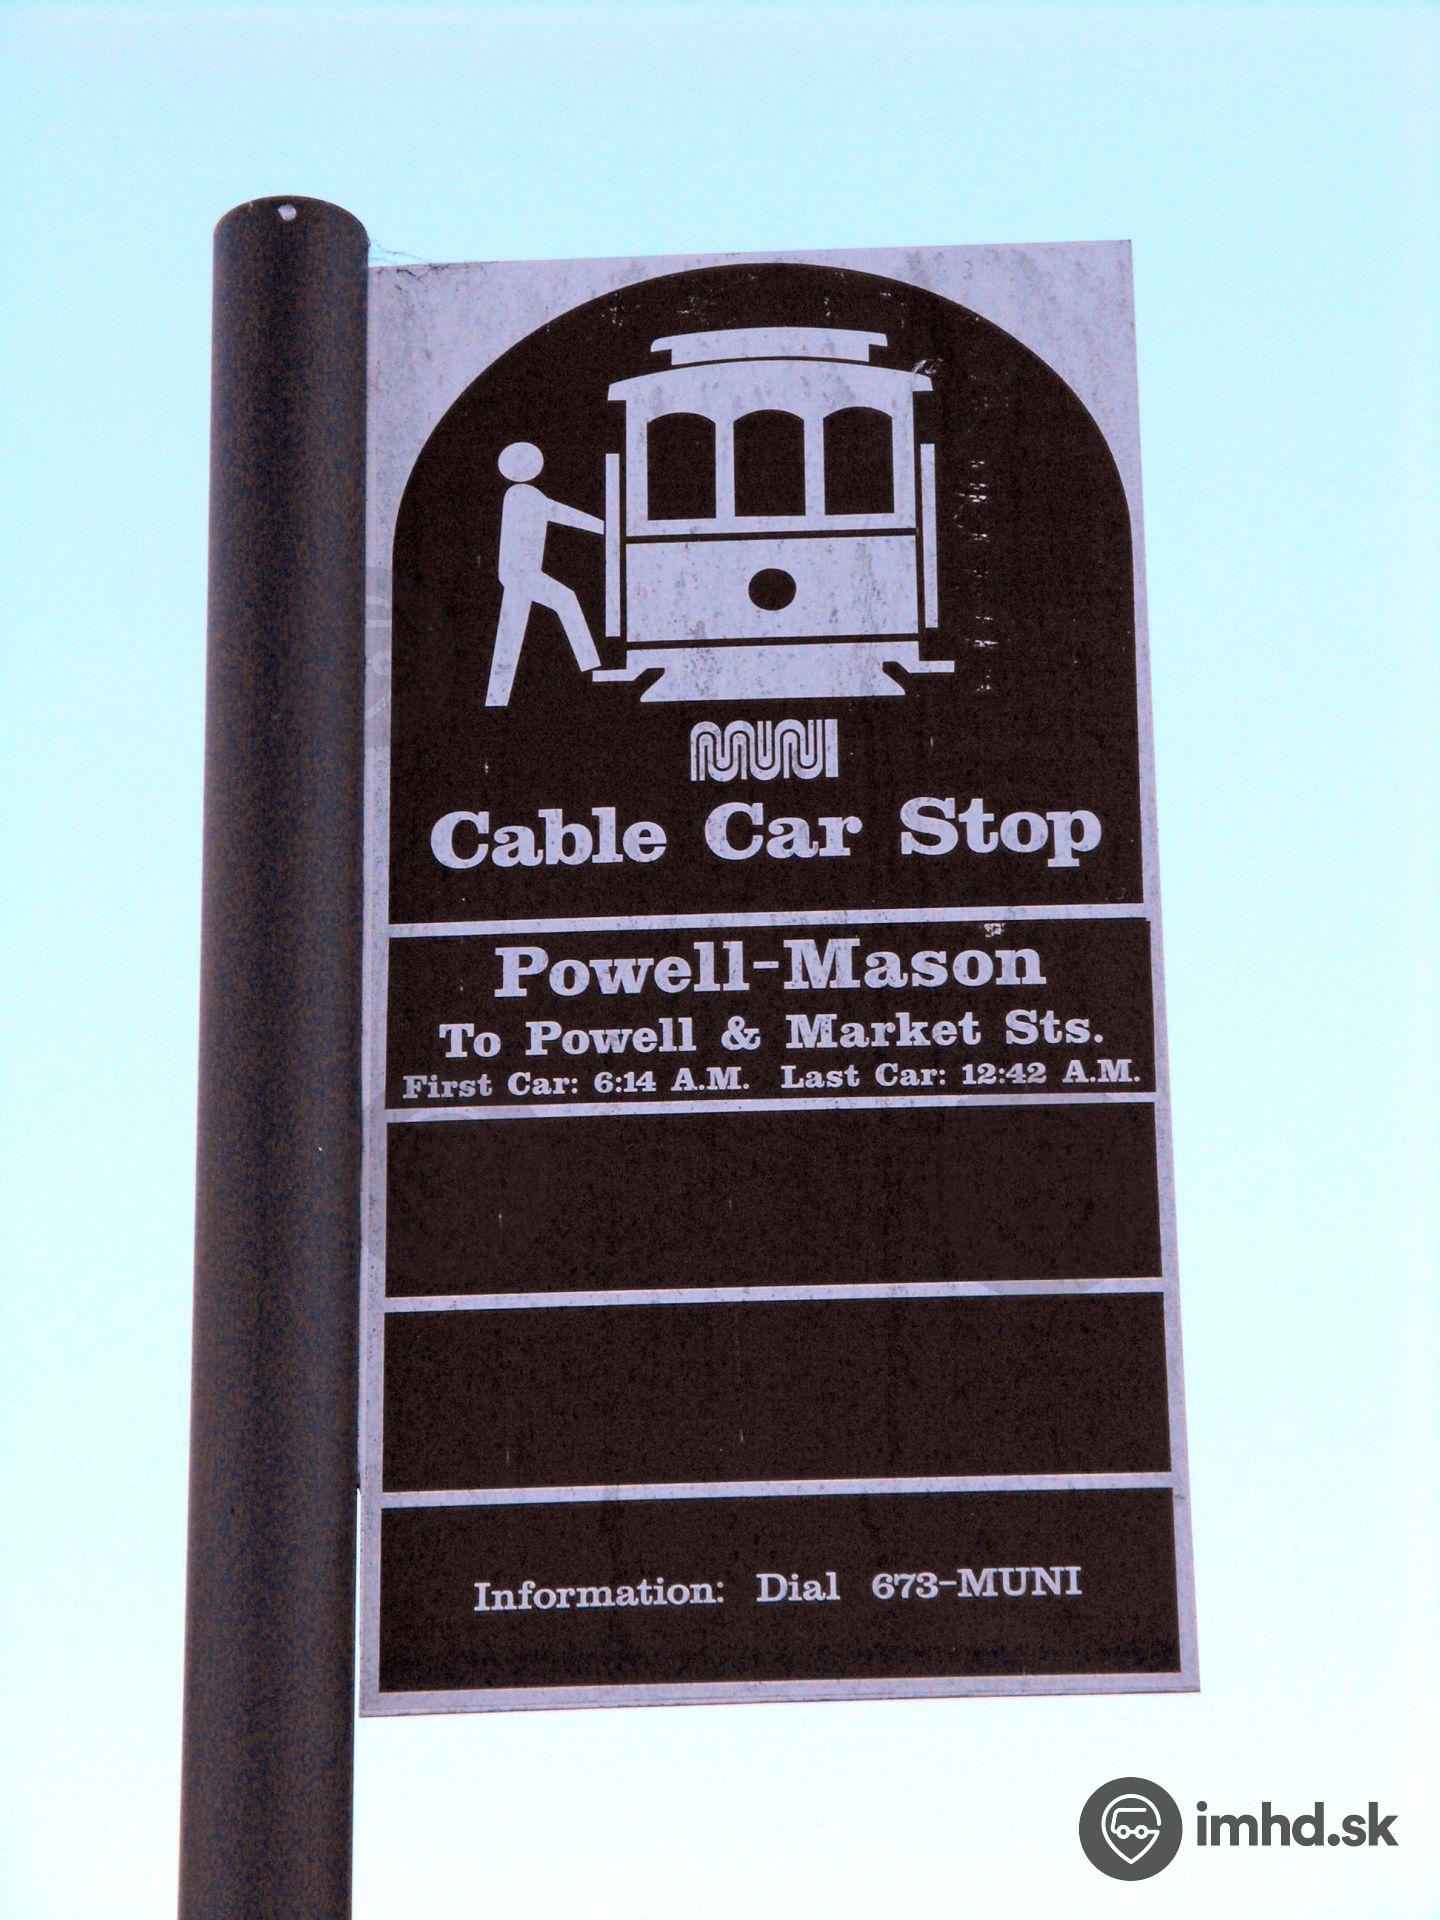 MUNI
Cable Car Stop
Powell-Mason
To Powell & Market Sts.
First Car: 6:14 A.M. Last Car: 12:42 A.M.
Information: Dial 673-MUNI
imhd.sk